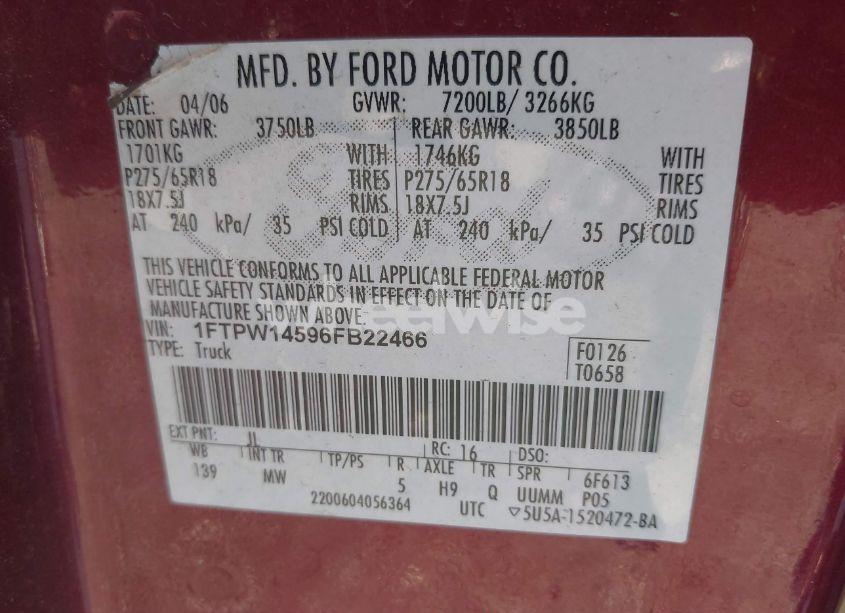 MFD. BY FORD MOTOR CO.
DATE: 04/06 GVWR: 7200LB/ 3266KG
FRONT GAWR: 3750LB REAR GAWR: 3850LB
1701KG WITH 1746KG WITH
P275/65R18 TIRES P275/65R18 TIRES
18X7.5J RIMS 18X7.5J RIMS
AT 240 kPa/ 35 PSI COLD AT 240 kPa/ 35 PSI COLD
THIS VEHICLE CONFORMS TO ALL APPLICABLE FEDERAL MOTOR
VEHICLE SAFETY STANDARDS IN EFFECT ON THE DATE OF
MANUFACTURE SHOWN ABOVE.
VIN: 1FTPW14596FB22466
TYPE: Truck
F0126
T0658
EXT PNT: JL RC: 16 DSO:
WB INT TR TP/PS R AXLE TR SPR 6F613
139 MW 5 H9 Q UUMM P05
2200604056364 UTC ▽5U5A-1520472-BA